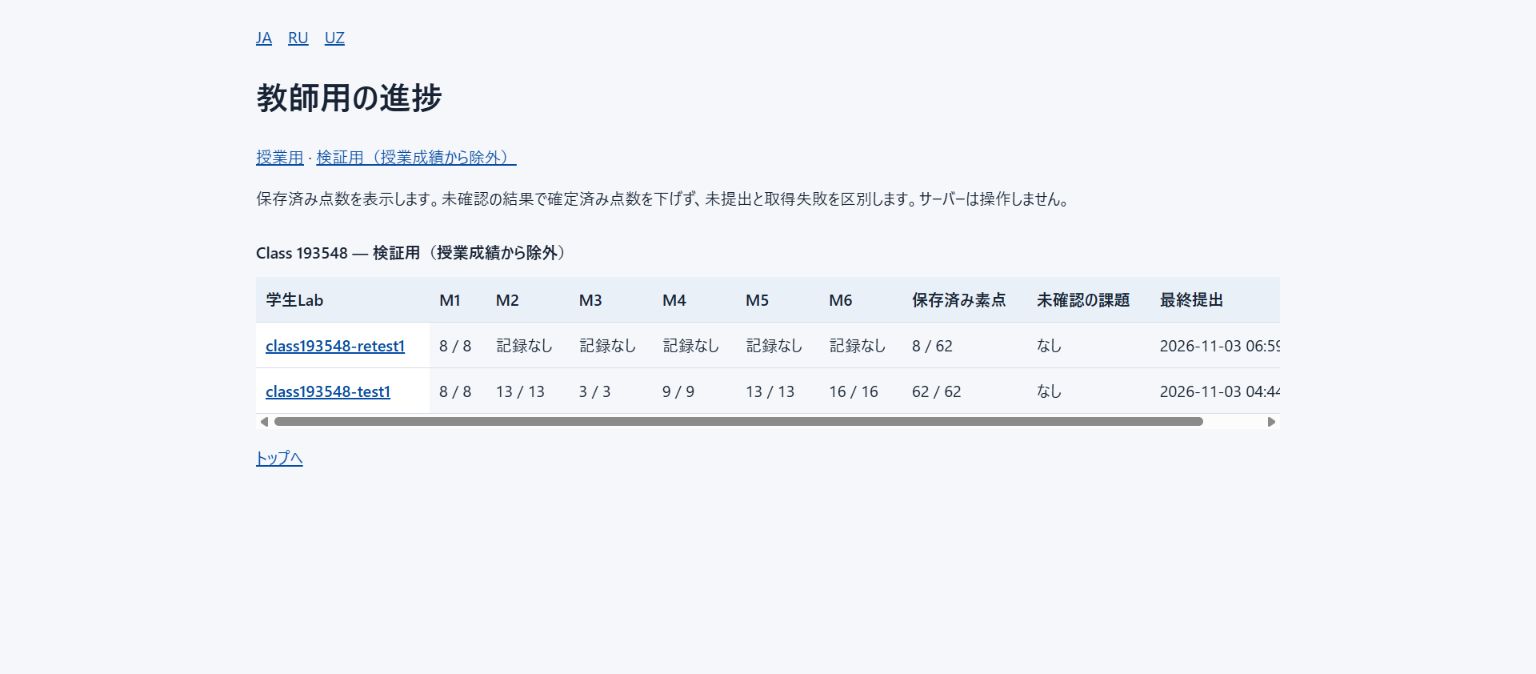 JA RU UZ
教師用の進捗
授業用 · 検証用（授業成績から除外）
保存済み点数を表示します。未確認の結果で確定済み点数を下げず、未提出と取得失敗を区別します。サーバーは操作しません。
Class 193548 — 検証用（授業成績から除外）
学生Lab M1 M2 M3 M4 M5 M6 保存済み素点 未確認の課題 最終提出
class193548-retest1 8 / 8 記録なし 記録なし 記録なし 記録なし 記録なし 8 / 62 なし 2026-11-03 06:59
class193548-test1 8 / 8 13 / 13 3 / 3 9 / 9 13 / 13 16 / 16 62 / 62 なし 2026-11-03 04:44
トップへ